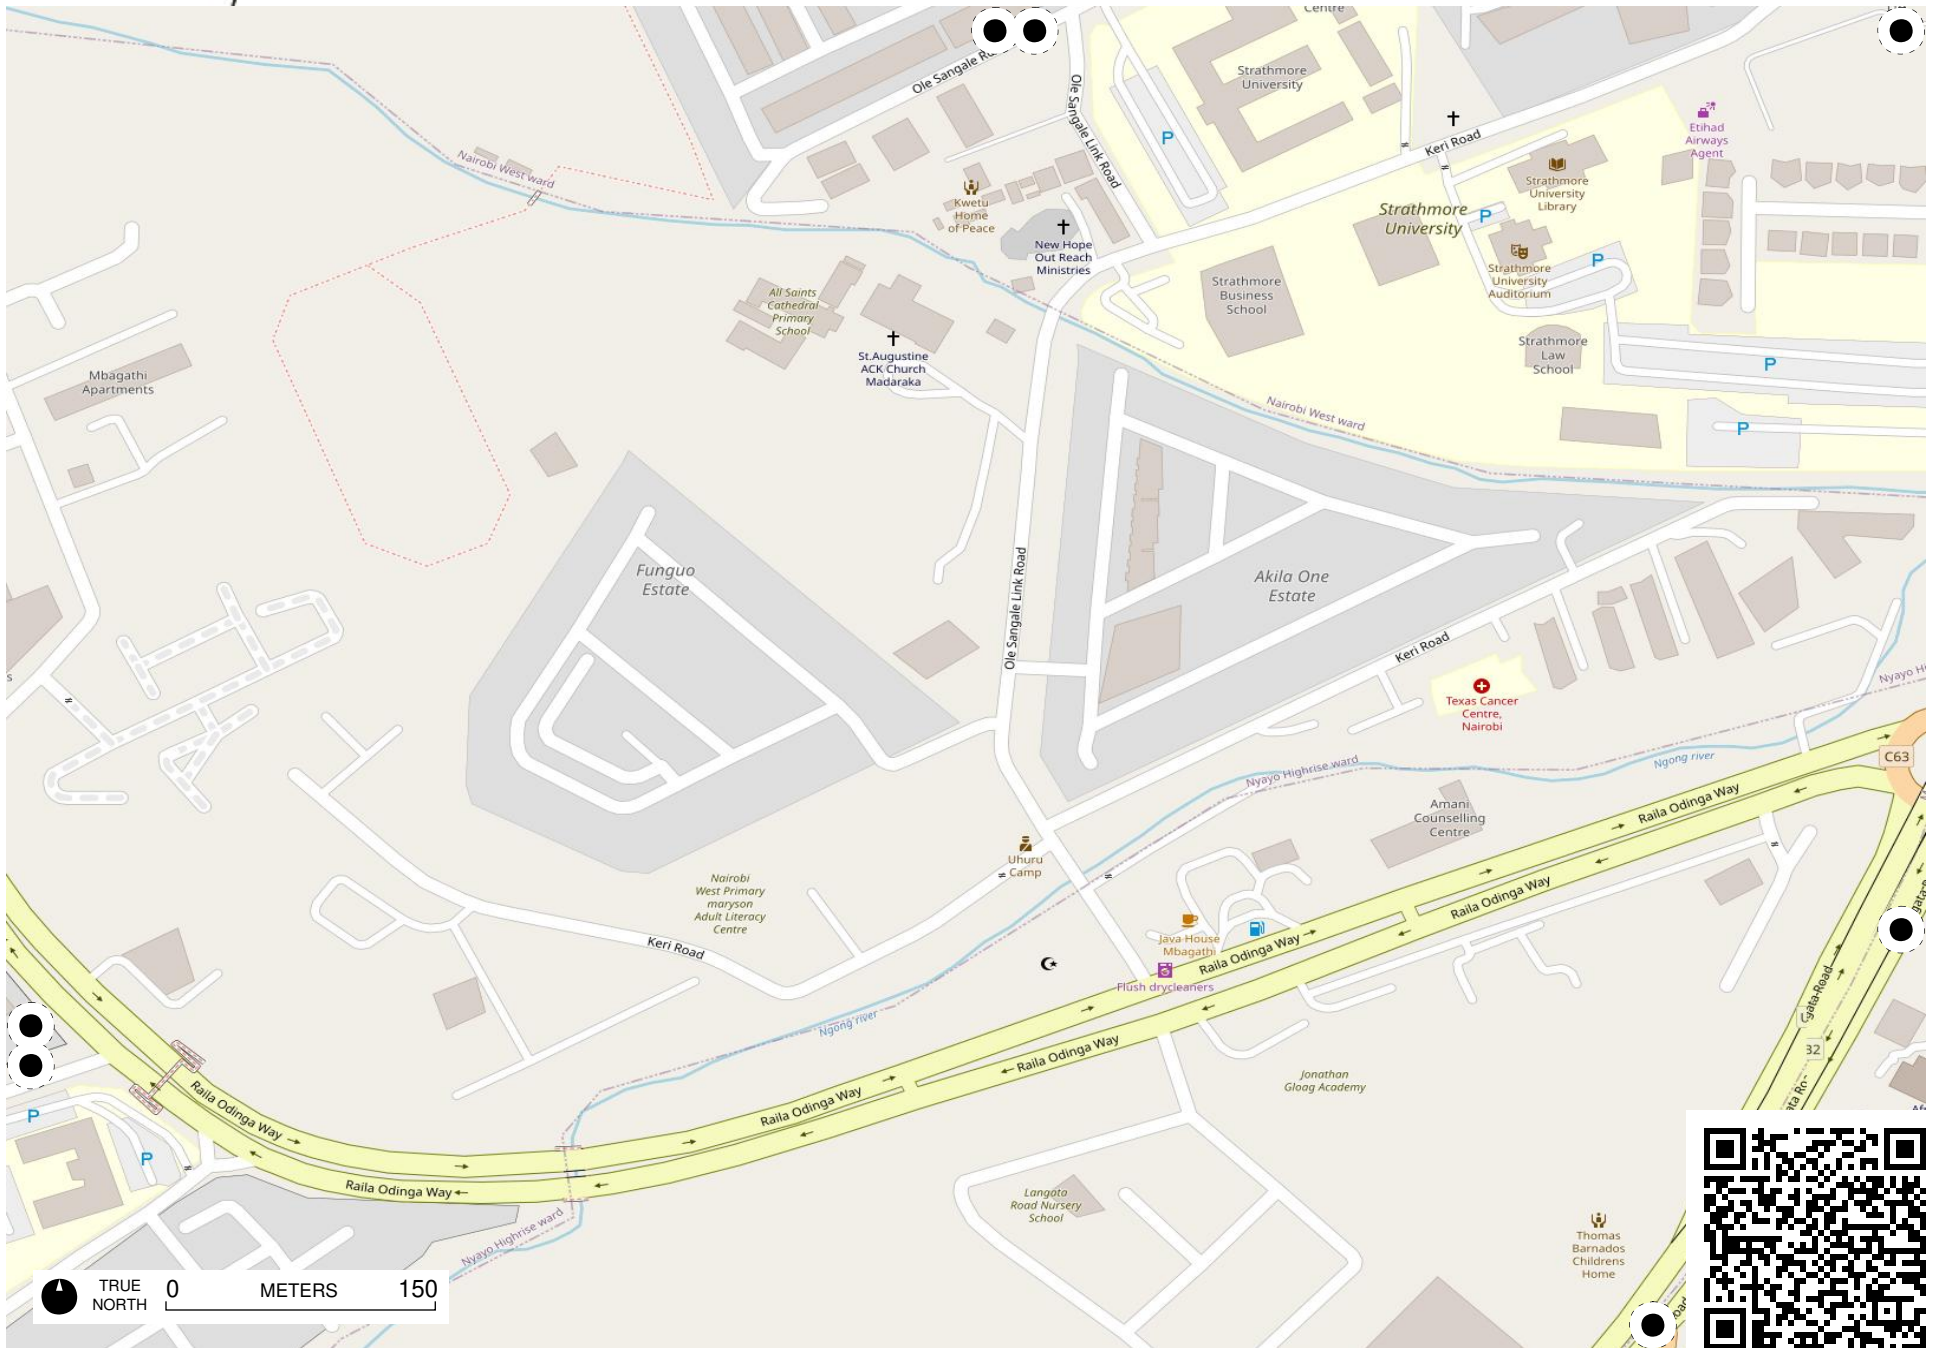 Centre
Ole Sangale
Strathmore
University
Ole Sangale Link Road
Etihad
Airways
Agent
Keri Road
Nairobi West ward
Strathmore
University
Library
Kwetu
Home
of Peace
Strathmore
University
New Hope
Out Reach
Ministries
Strathmore
University
Auditorium
Strathmore
Business
School
All Saints
Cathedral
Primary
School
Strathmore
Law
School
St.Augustine
ACK Church
Madaraka
Mbagathi
Apartments
Nairobi West ward
Funguo
Estate
Akila One
Estate
Ole Sangale Link Road
Keri Road
Texas Cancer
Centre,
Nairobi
Nyayo
C63
Ngong river
Nyayo Highrise ward
Raila Odinga Way
Amani
Counselling
Centre
Uhuru
Camp
Nairobi
West Primary
maryson
Adult Literacy
Centre
Raila Odinga Way
Java House
Mbagathi
Keri Road
Raila Odinga Way
Flush drycleaners
Ngong river
Raila Odinga Way
Jonathan
Gloag Academy
Raila Odinga Way
Raila Odinga Way
Raila Odinga Way
Langata
Road Nursery
School
Nyayo Highrise ward
Thomas
Barnados
Childrens
Home
P
P
P
P
P
P
P
TRUE
NORTH
0 METERS 150